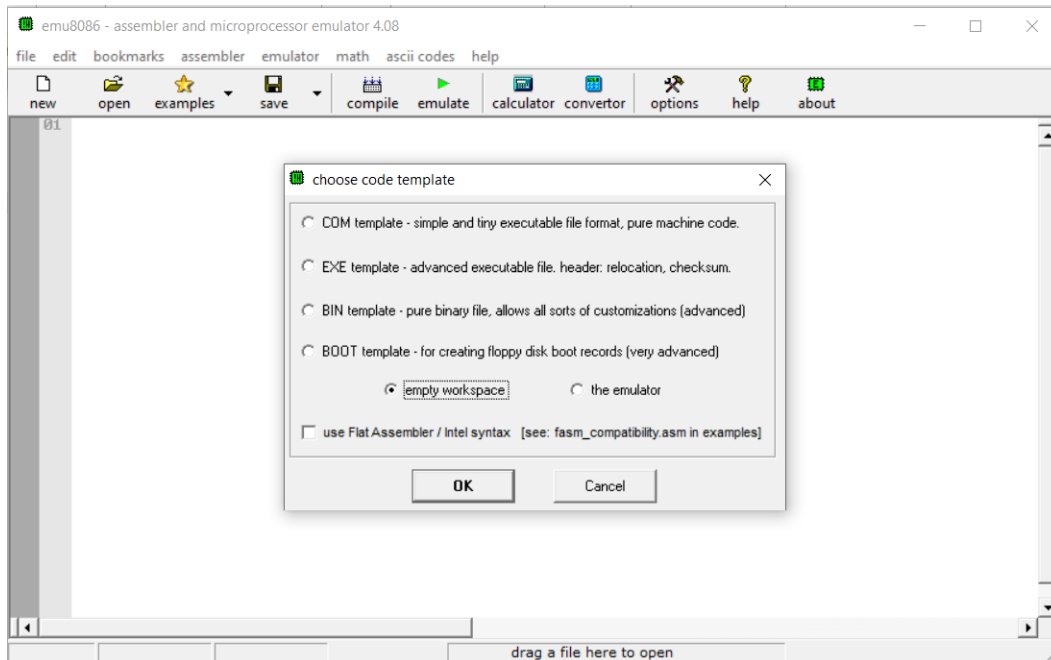 emu8086 - assembler and microprocessor emulator 4.08
file edit bookmarks assembler emulator math ascii codes help
new open examples save compile emulate calculator convertor options help about
01
choose code template
COM template - simple and tiny executable file format, pure machine code.
EXE template - advanced executable file. header: relocation, checksum.
BIN template - pure binary file, allows all sorts of customizations (advanced)
BOOT template - for creating floppy disk boot records (very advanced)
empty workspace the emulator
use Flat Assembler / Intel syntax [see: fasm_compatibility.asm in examples]
OK Cancel
drag a file here to open